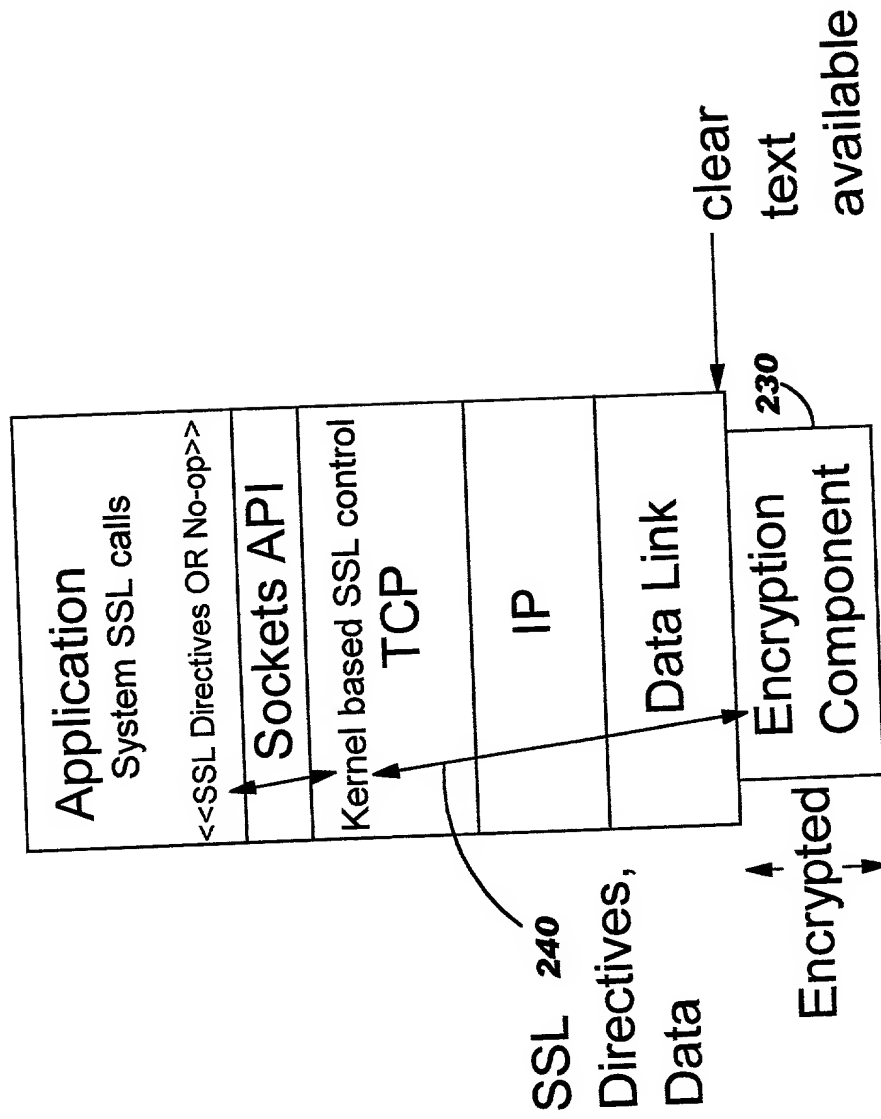 Application
System SSL calls
<<SSL Directives OR No-op>>
Sockets API
Kernel based SSL control
TCP
IP
Data Link
Encryption
Component
230
clear
text
available
SSL 240
Directives,
Data
Encrypted